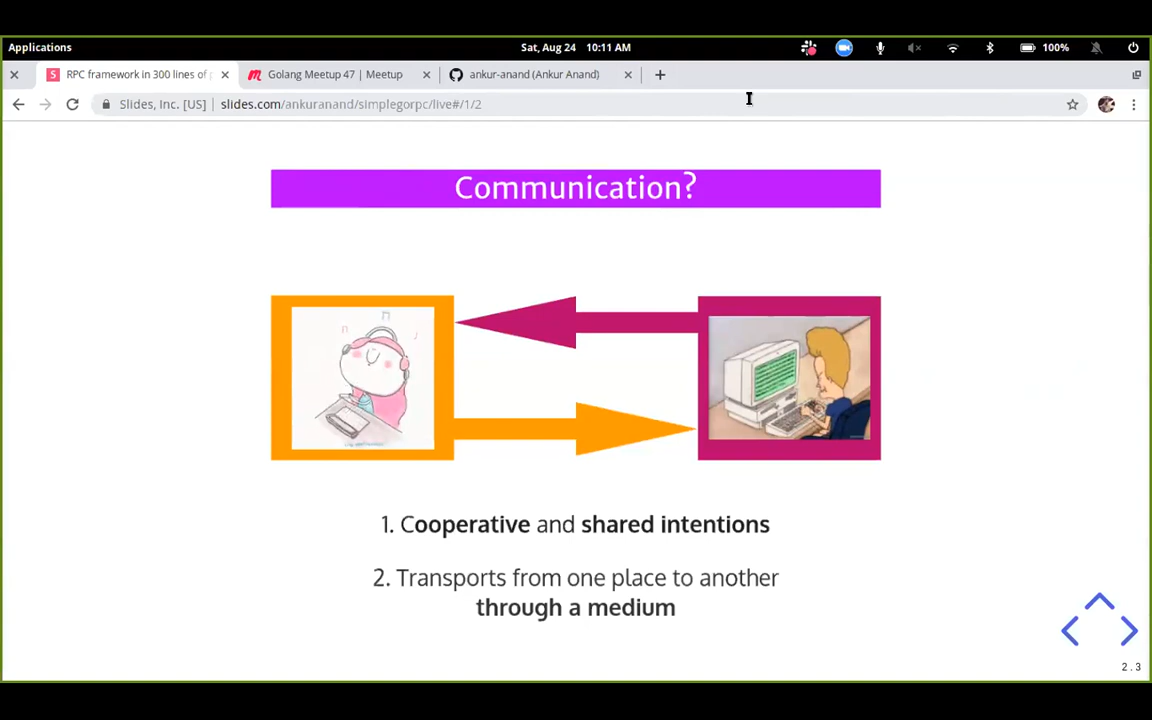 Applications
Sat, Aug 24 10:11 AM
100%
RPC framework in 300 lines of
Golang Meetup 47 | Meetup
ankur-anand (Ankur Anand)
Slides, Inc. [US]
slides.com/ankuranand/simplegorpc/live#/1/2
Communication?
1. Cooperative and shared intentions
2. Transports from one place to another
through a medium
2.3